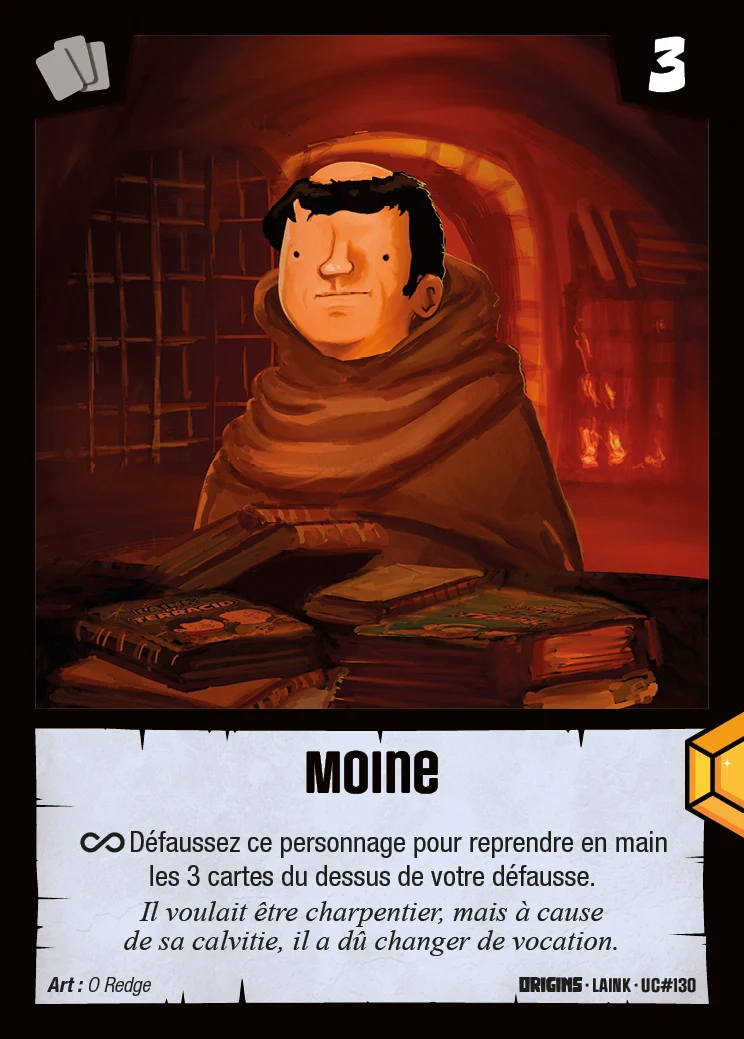 3
TERRACID
MOINE
∞ Défaussez ce personnage pour reprendre en main
les 3 cartes du dessus de votre défausse.
Il voulait être charpentier, mais à cause
de sa calvitie, il a dû changer de vocation.
Art : O Redge
ORIGINS · LAINK · UC#130